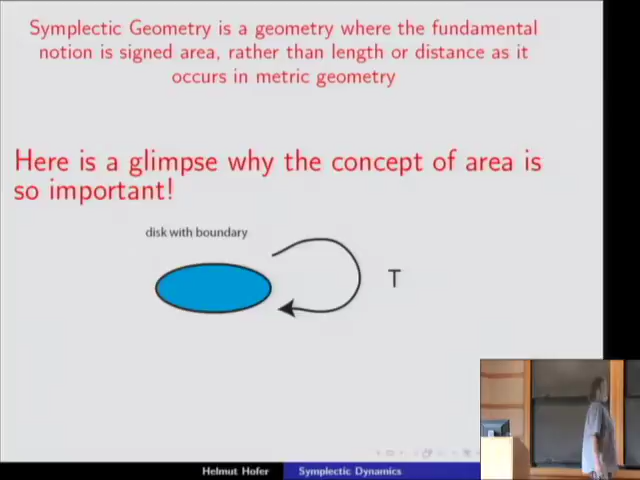 Symplectic Geometry is a geometry where the fundamental
notion is signed area, rather than length or distance as it
occurs in metric geometry
Here is a glimpse why the concept of area is
so important!
disk with boundary
T
Helmut Hofer
Symplectic Dynamics